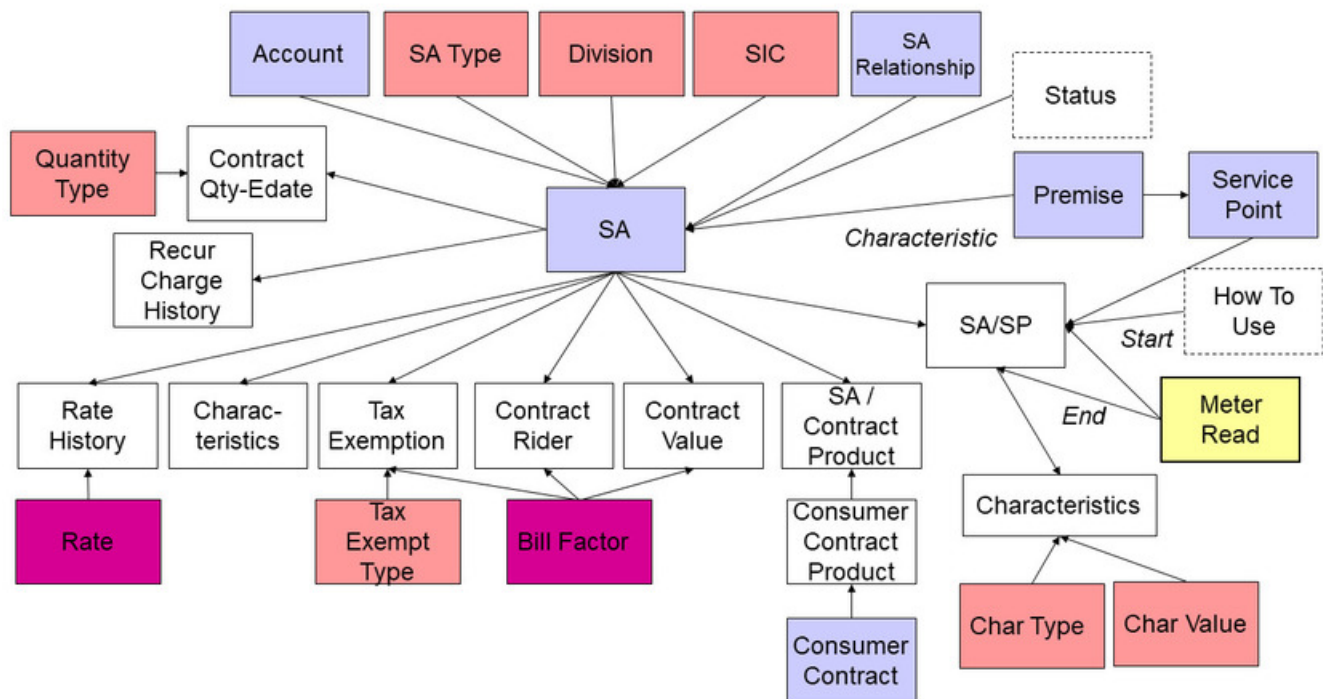 Account
SA Type
Division
SIC
SA
Relationship
Status
Quantity
Type
Contract
Qty-Edate
SA
Premise
Service
Point
Characteristic
Recur
Charge
History
SA/SP
How To
Use
Start
Rate
History
Charac-
teristics
Tax
Exemption
Contract
Rider
Contract
Value
SA /
Contract
Product
End
Meter
Read
Characteristics
Rate
Tax
Exempt
Type
Bill Factor
Consumer
Contract
Product
Char Type
Char Value
Consumer
Contract